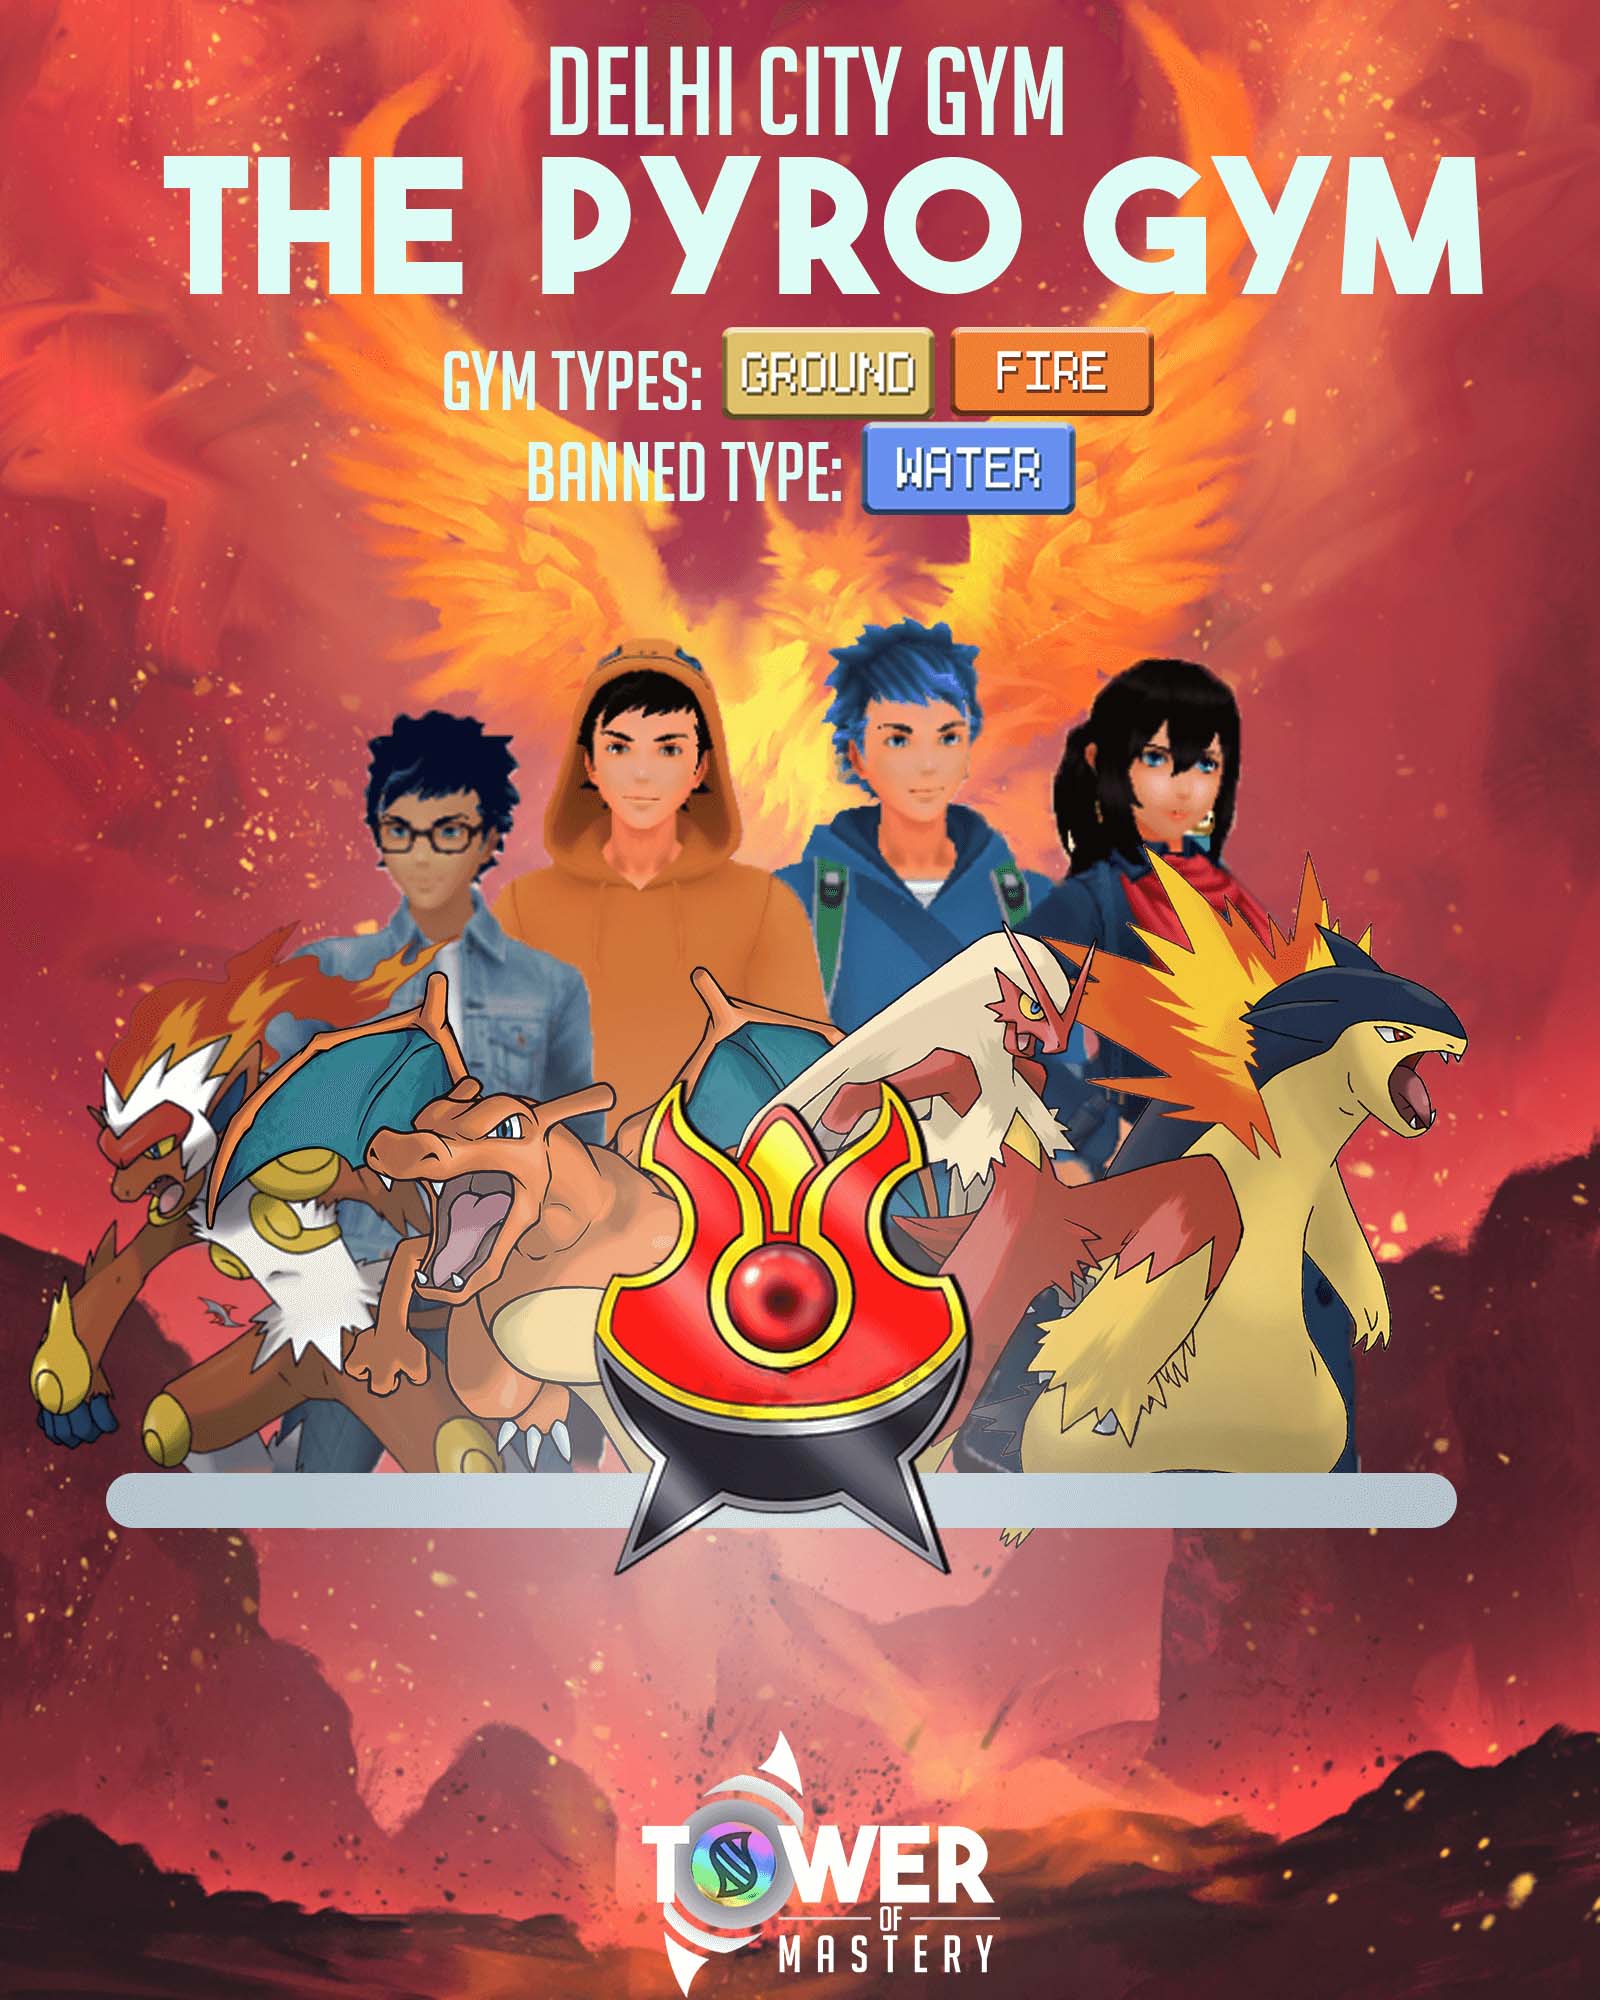 DELHI CITY GYM
THE PYRO GYM
GYM TYPES: GROUND FIRE
BANNED TYPE: WATER
TOWER
OF
MASTERY